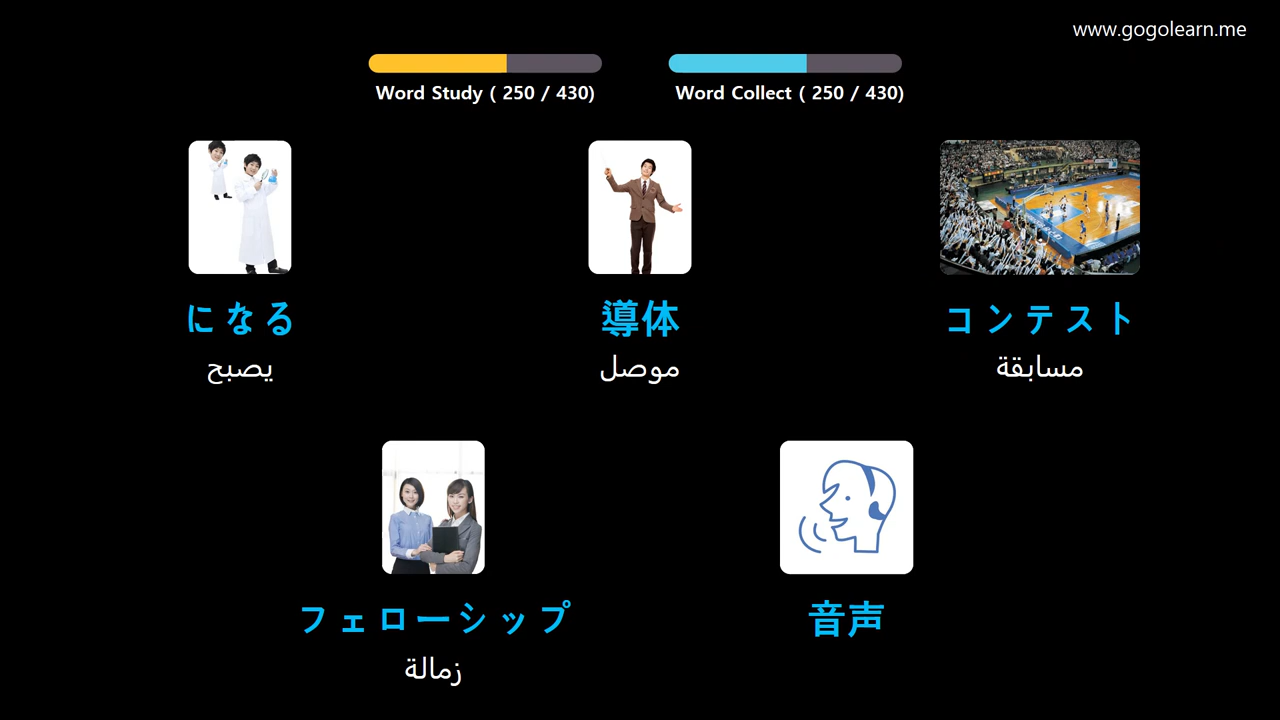 www.gogolearn.me
Word Study ( 250 / 430)
Word Collect ( 250 / 430)
になる
導体
コンテスト
يصبح
موصل
مسابقة
フェローシップ
音声
زمالة